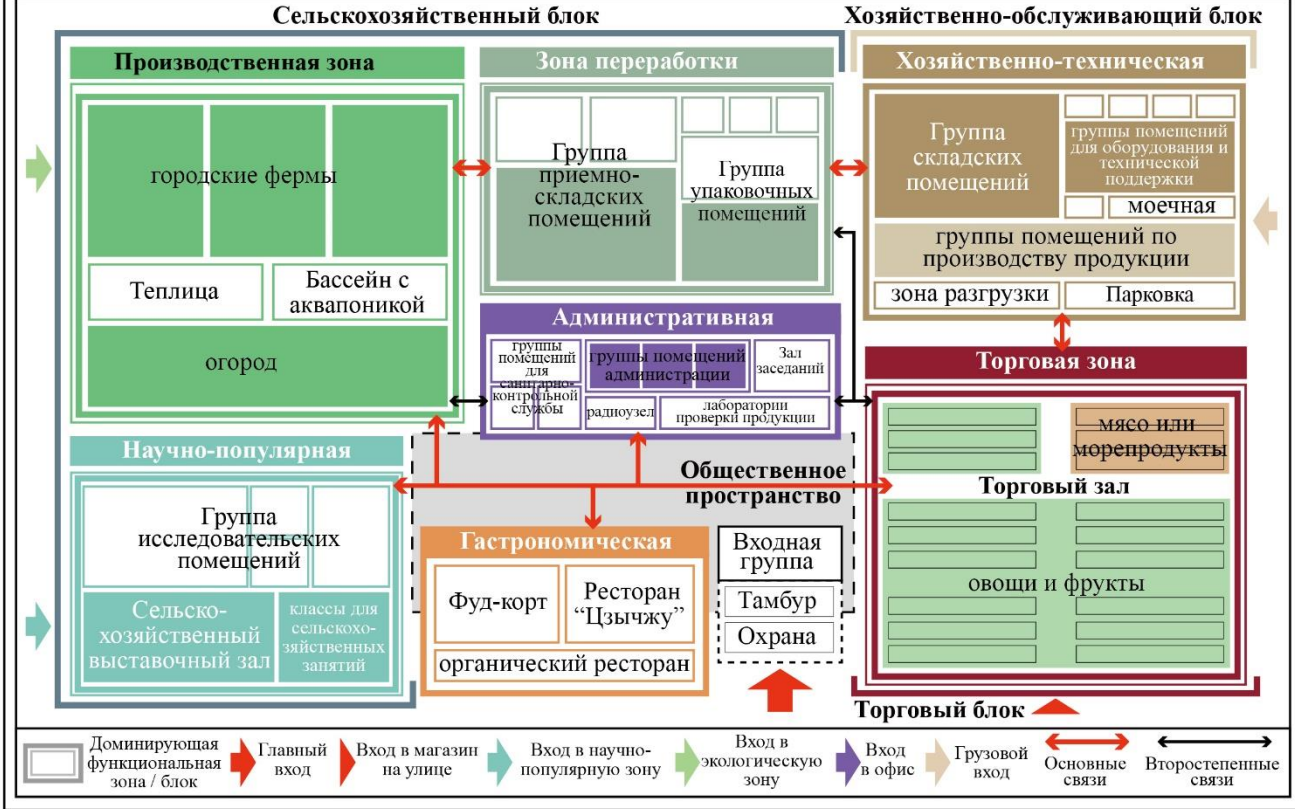 Сельскохозяйственный блок
Хозяйственно-обслуживающий блок
Производственная зона
городские фермы
Теплица
Бассейн с
аквапоникой
огород
Зона переработки
Группа
приемно-
складских
помещений
Группа
упаковочных
помещений
Хозяйственно-техническая
Группа
складских
помещений
группы помещений
для оборудования и
технической
поддержки
моечная
группы помещений по
производству продукции
зона разгрузки
Парковка
Административная
группы
помещений
для
санитарно-
контрольной
службы
группы помещений
администрации
Зал
заседаний
радиоузел
лаборатории
проверки продукции
Торговая зона
мясо или
морепродукты
Торговый зал
овощи и фрукты
Научно-популярная
Группа
исследовательских
помещений
Сельско-
хозяйственный
выставочный зал
классы для
сельскохо-
зяйственных
занятий
Общественное
пространство
Гастрономическая
Фуд-корт
Ресторан
“Цзычжу”
органический ресторан
Входная
группа
Тамбур
Охрана
Торговый блок
Доминирующая
функциональная
зона / блок
Главный
вход
Вход в магазин
на улице
Вход в научно-
популярную зону
Вход в
экологическую
зону
Вход
в офис
Грузовой
вход
Основные
связи
Второстепенные
связи